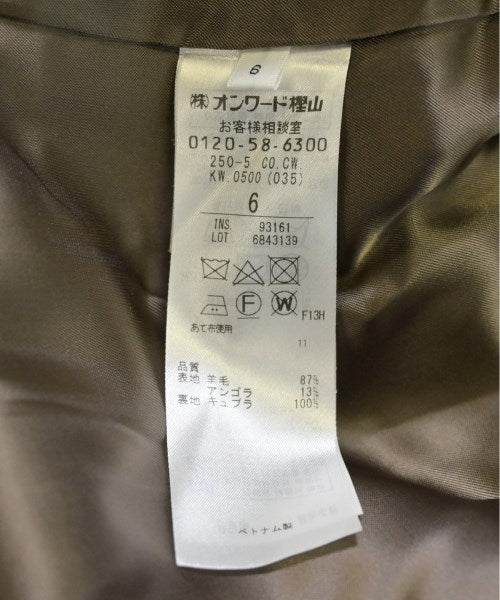 6
(株)オンワード樫山
お客様相談室
0120-58-6300
250-5 CO.CW.
KW.0500 (035)
6
INS. 93161
LOT 6843139
F W F13H
あて布使用
11
品質
表地 羊毛 87%
アンゴラ 13%
裏地 キュプラ 100%
ベトナム製